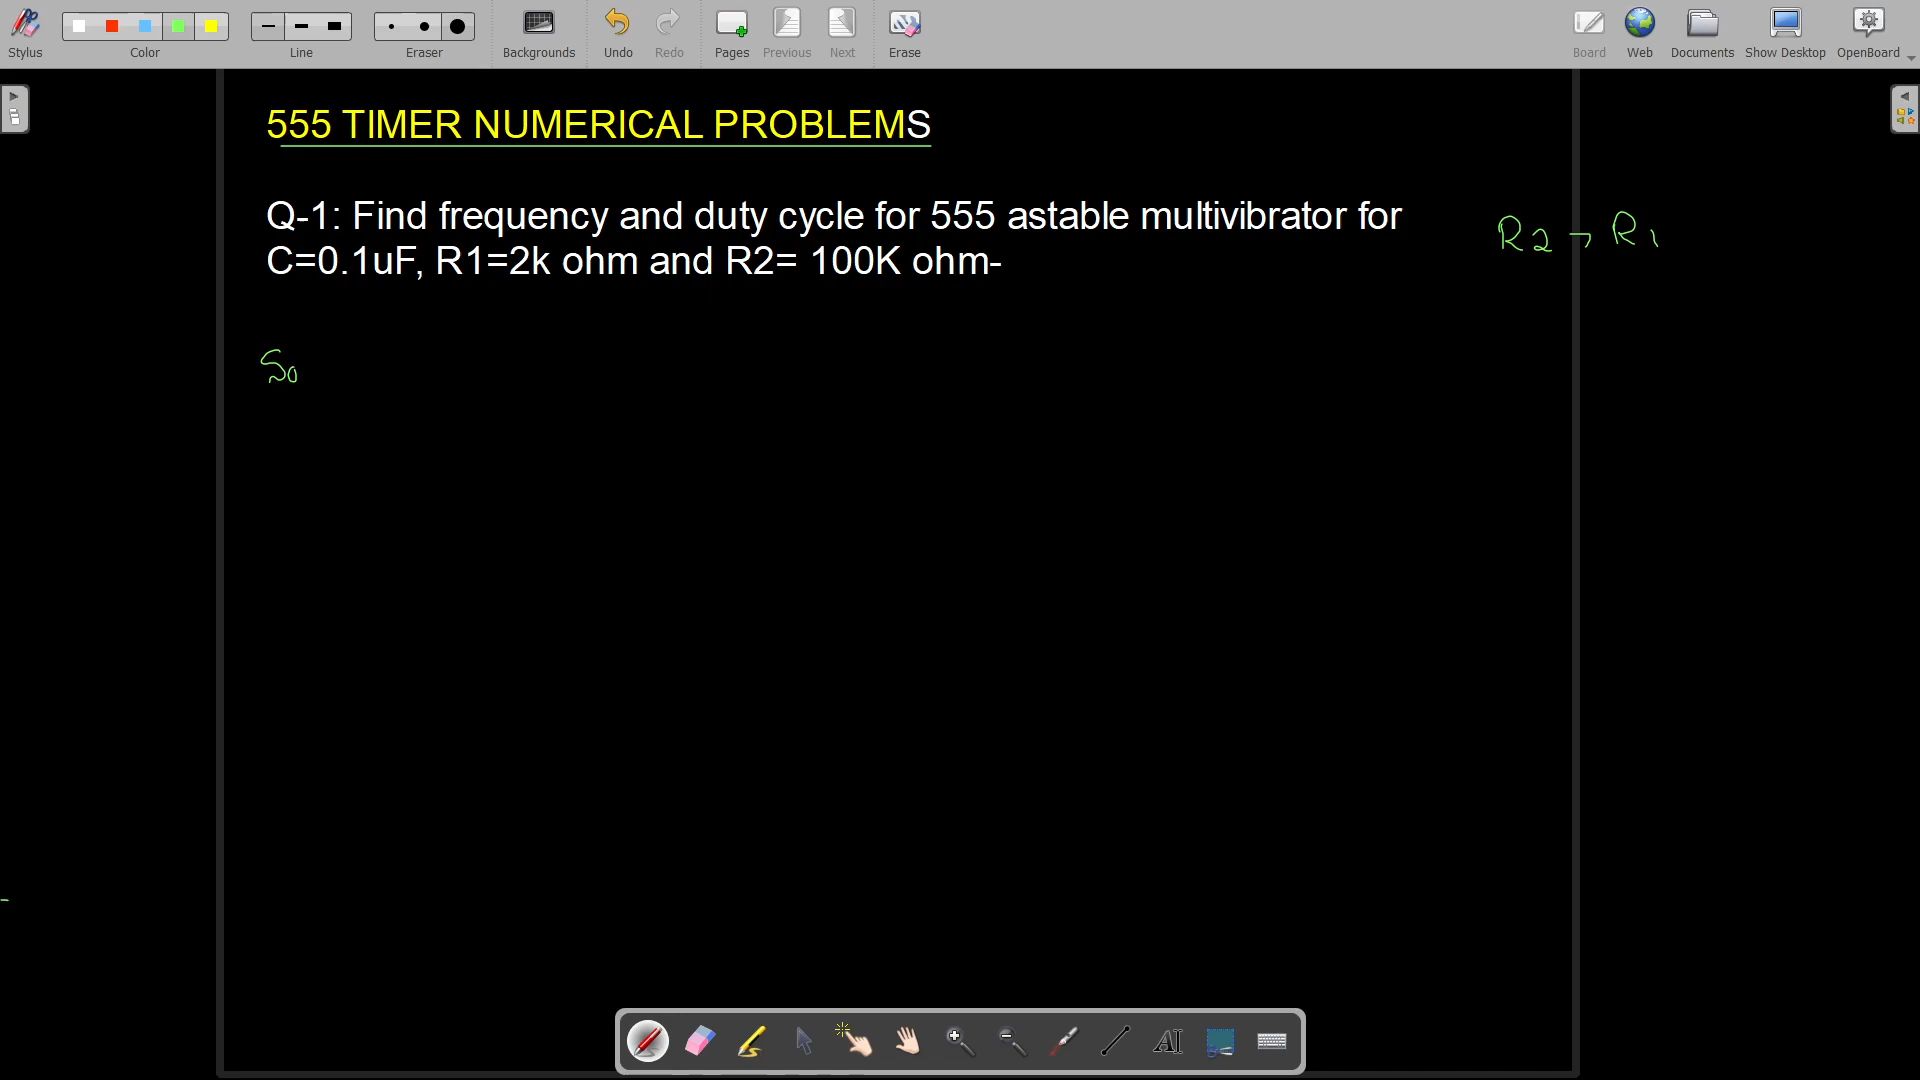 Stylus Color Line Eraser Backgrounds Undo Redo Pages Previous Next Erase Board Web Documents Show Desktop OpenBoard
555 TIMER NUMERICAL PROBLEMS
Q-1: Find frequency and duty cycle for 555 astable multivibrator for
C=0.1uF, R1=2k ohm and R2= 100K ohm-
R2 → R1
So